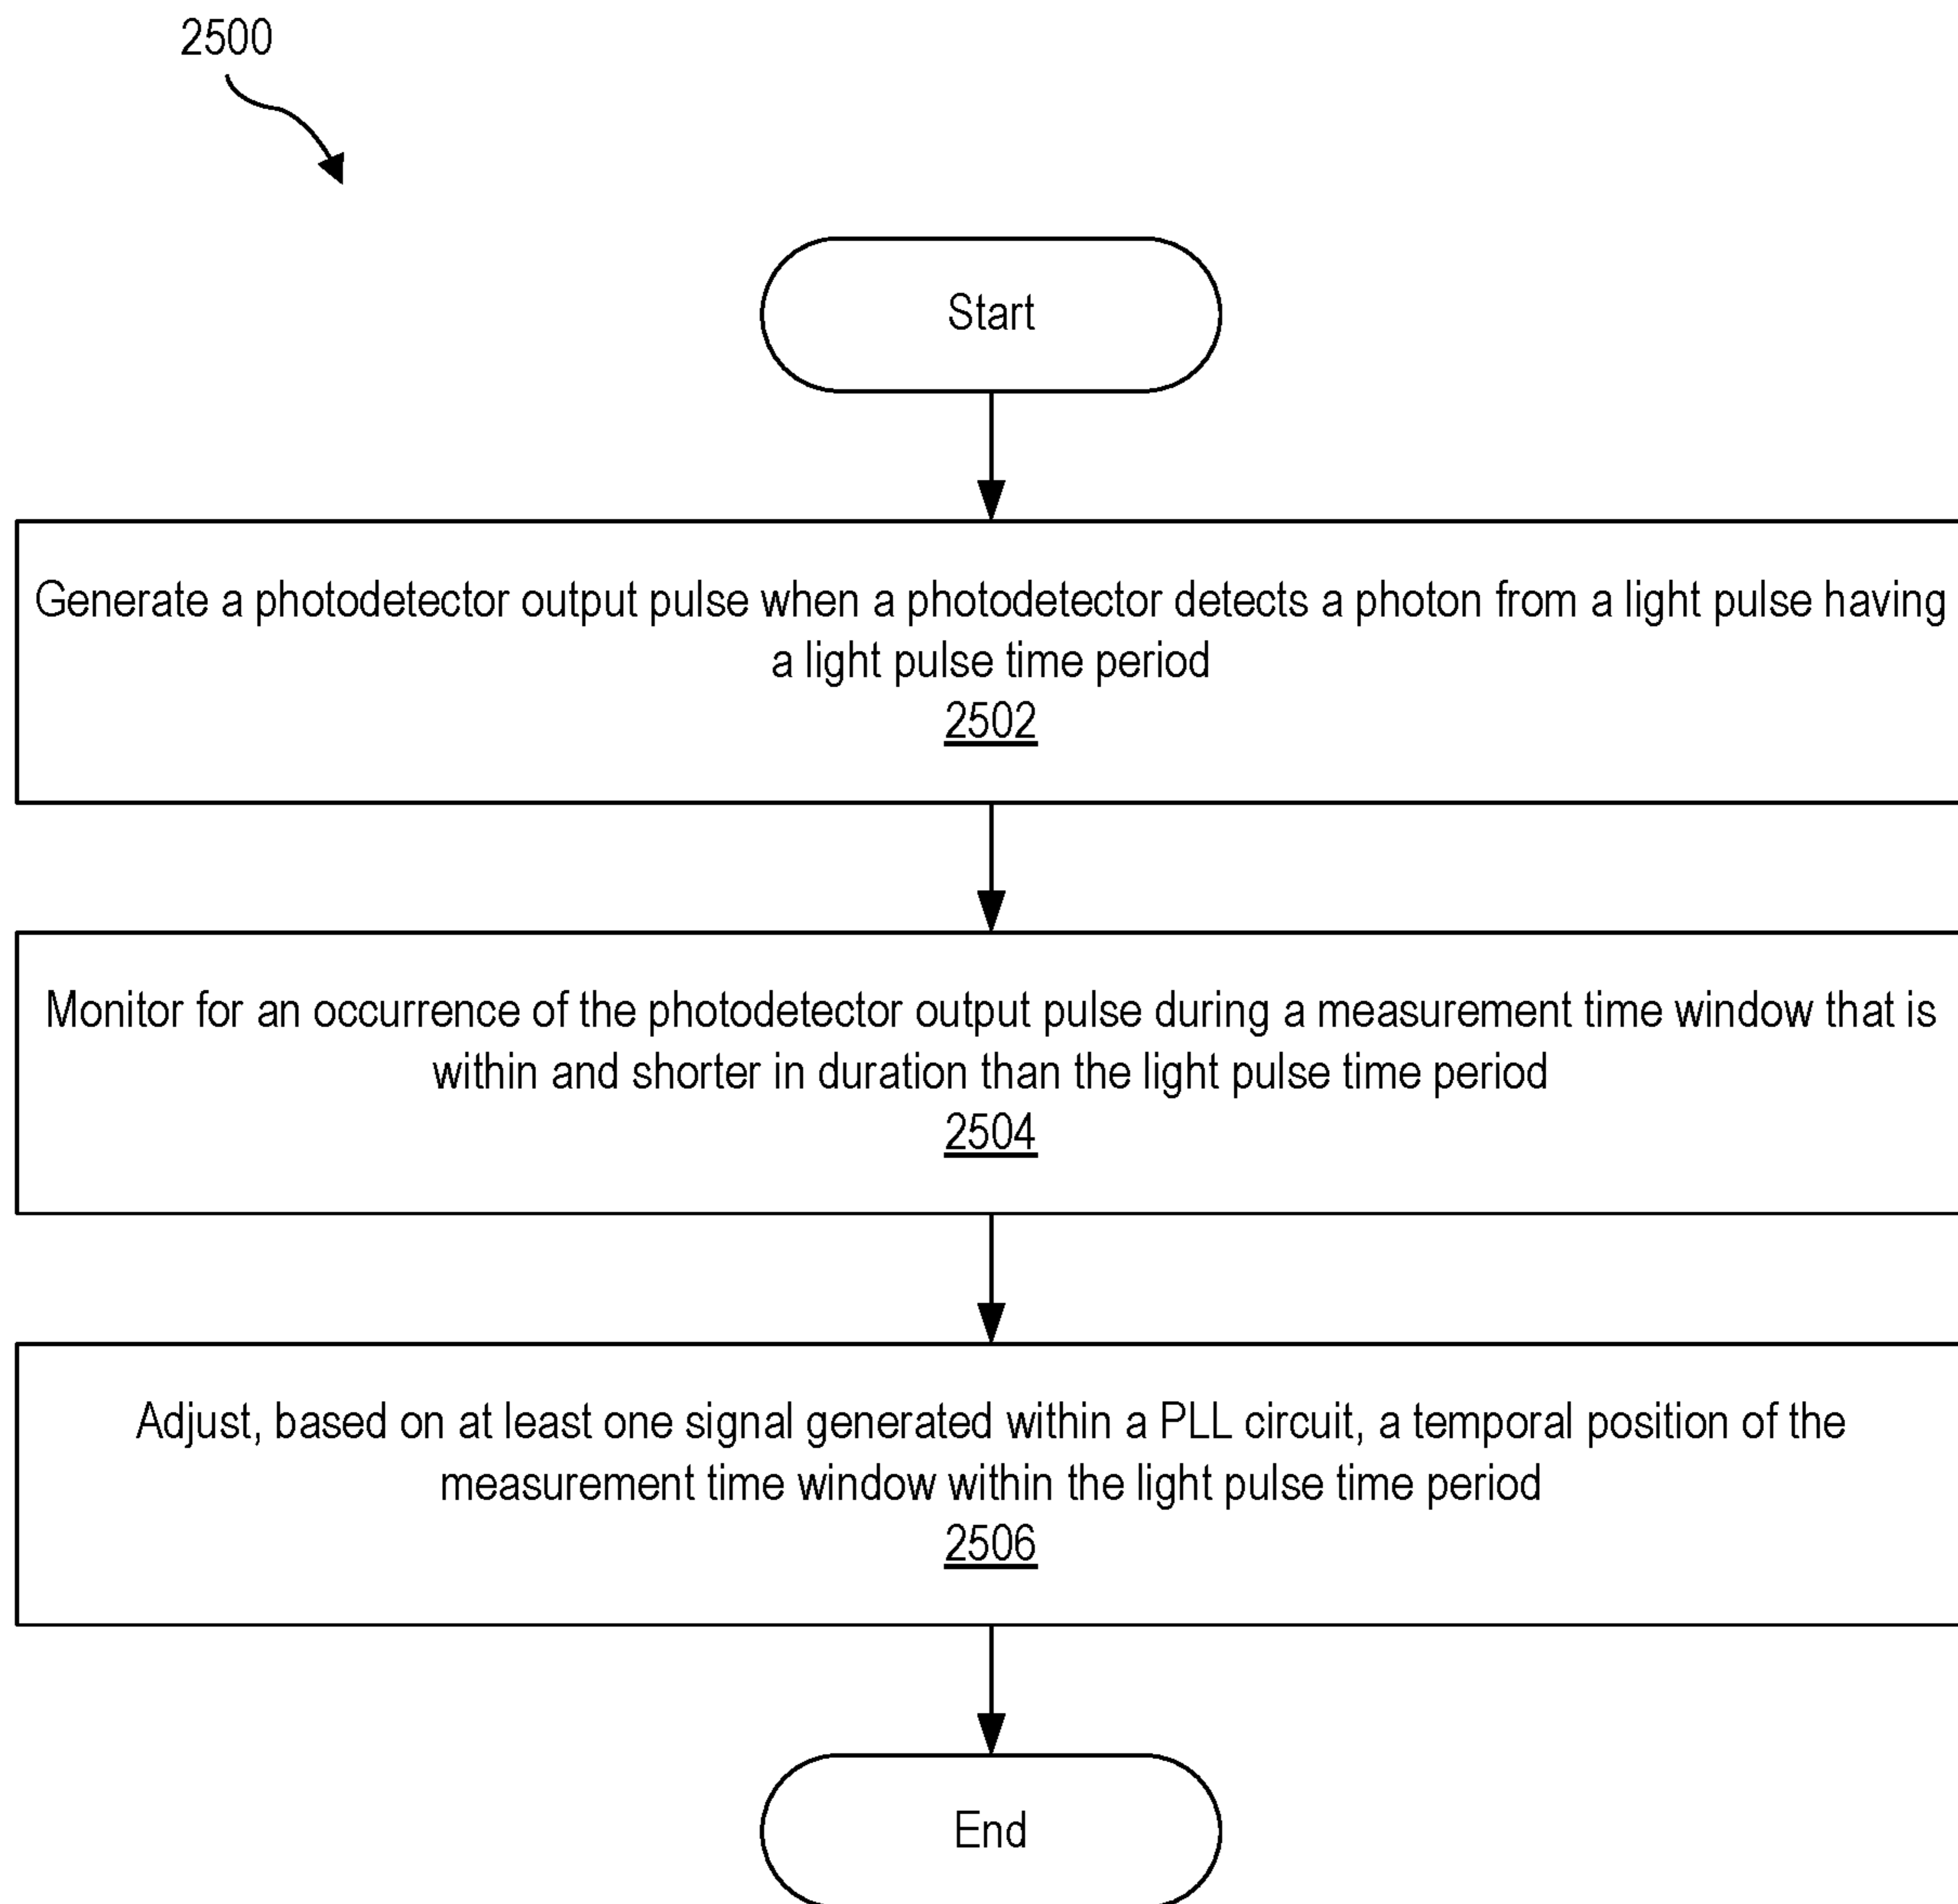 2500
Start
Generate a photodetector output pulse when a photodetector detects a photon from a light pulse having
a light pulse time period
2502
Monitor for an occurrence of the photodetector output pulse during a measurement time window that is
within and shorter in duration than the light pulse time period
2504
Adjust, based on at least one signal generated within a PLL circuit, a temporal position of the
measurement time window within the light pulse time period
2506
End